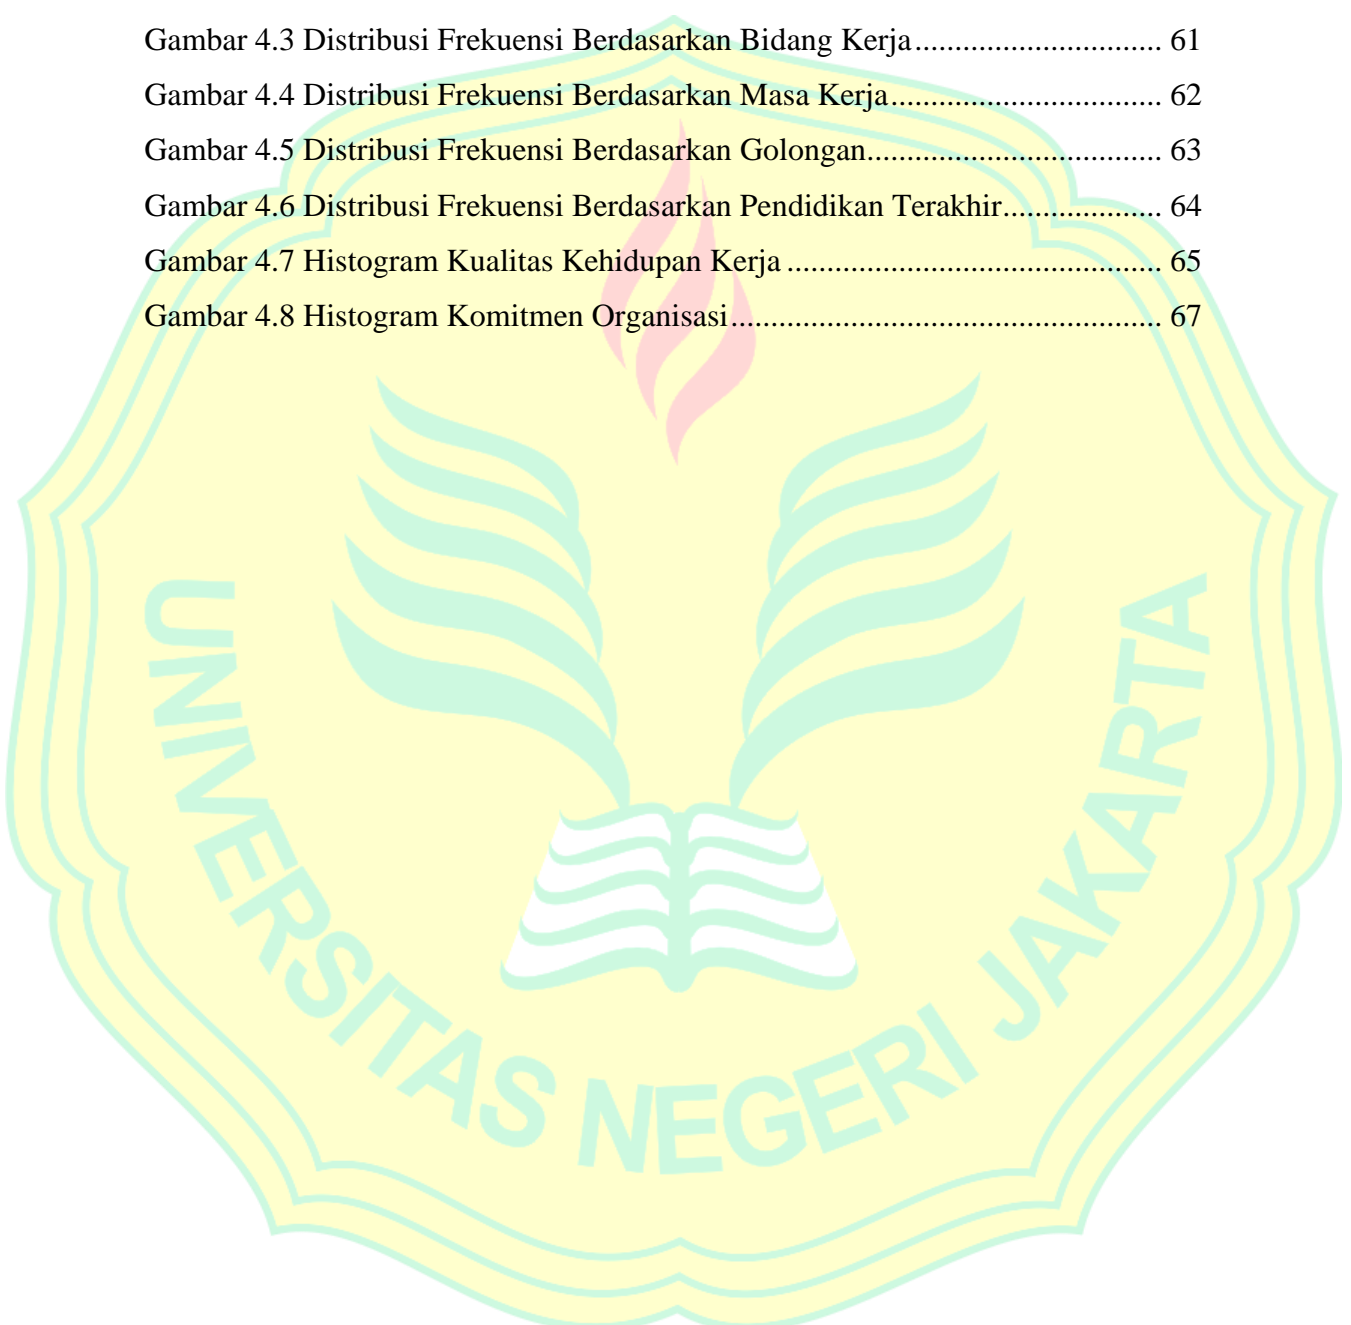 Gambar 4.3 Distribusi Frekuensi Berdasarkan Bidang Kerja ............................... 61
Gambar 4.4 Distribusi Frekuensi Berdasarkan Masa Kerja .................................. 62
Gambar 4.5 Distribusi Frekuensi Berdasarkan Golongan ..................................... 63
Gambar 4.6 Distribusi Frekuensi Berdasarkan Pendidikan Terakhir .................... 64
Gambar 4.7 Histogram Kualitas Kehidupan Kerja ............................................... 65
Gambar 4.8 Histogram Komitmen Organisasi ...................................................... 67
UNIVERSITAS NEGERI JAKARTA